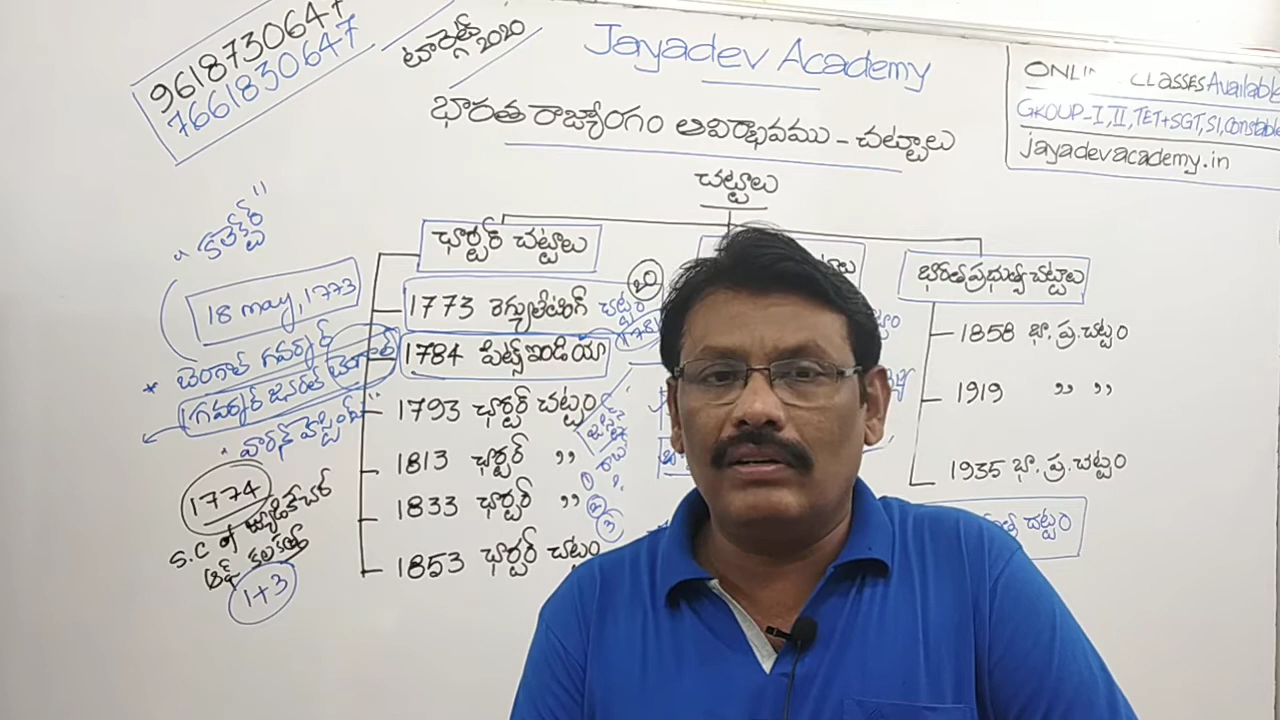 9618730647
7661830647
టార్గెట్ 2020
Jayadev Academy
భారత రాజ్యాంగం ఆవిర్భావము - చట్టాలు
CLASSES Available
GROUP-I, II, TET+SGT, SI, Constable
jayadevacademy.in
చట్టాలు
"కలెక్టర్"
ఛార్టర్ చట్టాలు
భారత ప్రభుత్వ చట్టాలు
18 may, 1773
1773 రెగ్యులేటింగ్ చట్టం
1858 భా. ప్ర. చట్టం
* బెంగాల్ గవర్నర్
1784 పిట్స్ ఇండియా
గవర్నర్ జనరల్ బెంగాల్
1793 ఛార్టర్ చట్టం
1919 " "
వారన్ హేస్టింగ్
1813 ఛార్టర్ "
1935 భా. ప్ర. చట్టం
1774
1833 ఛార్టర్ "
చట్టం
S.C of
1853 ఛార్టర్ చట్టం
ఆఫ్ కలకత్తా
1+3